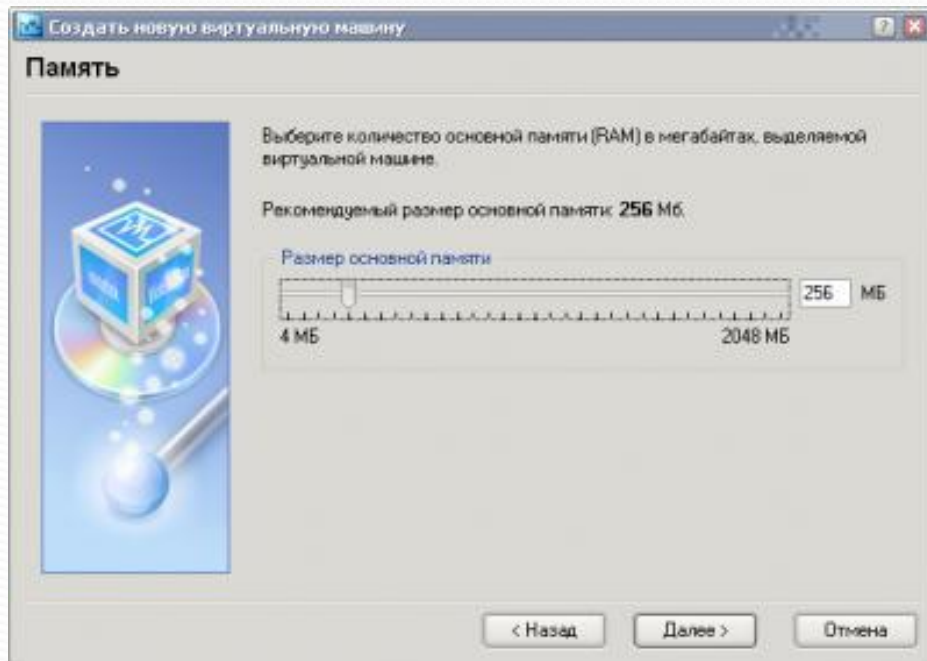 Создать новую виртуальную машину
Память
Выберите количество основной памяти (RAM) в мегабайтах, выделяемой
виртуальной машине.
Рекомендуемый размер основной памяти: 256 Мб.
Размер основной памяти
256 МБ
4 МБ 2048 МБ
< Назад Далее > Отмена